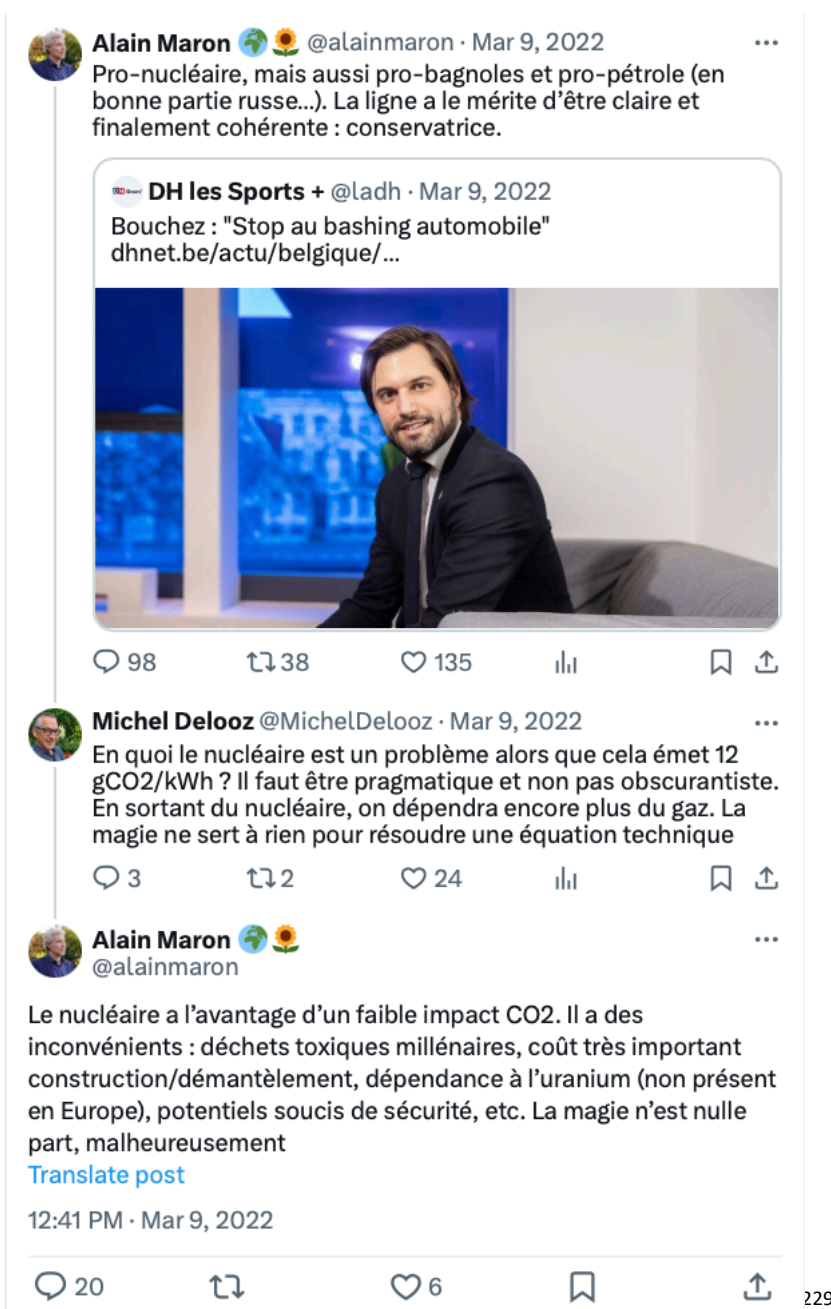 Alain Maron 🌍🌻 @alainmaron · Mar 9, 2022
Pro-nucléaire, mais aussi pro-bagnoles et pro-pétrole (en
bonne partie russe...). La ligne a le mérite d'être claire et
finalement cohérente : conservatrice.
DH les Sports + @ladh · Mar 9, 2022
Bouchez : "Stop au bashing automobile"
dhnet.be/actu/belgique/...
98 38 135
Michel Delooz @MichelDelooz · Mar 9, 2022
En quoi le nucléaire est un problème alors que cela émet 12
gCO2/kWh ? Il faut être pragmatique et non pas obscurantiste.
En sortant du nucléaire, on dépendra encore plus du gaz. La
magie ne sert à rien pour résoudre une équation technique
3 2 24
Alain Maron 🌍🌻
@alainmaron
Le nucléaire a l'avantage d'un faible impact CO2. Il a des
inconvénients : déchets toxiques millénaires, coût très important
construction/démantèlement, dépendance à l'uranium (non présent
en Europe), potentiels soucis de sécurité, etc. La magie n'est nulle
part, malheureusement
Translate post
12:41 PM · Mar 9, 2022
20 6
229